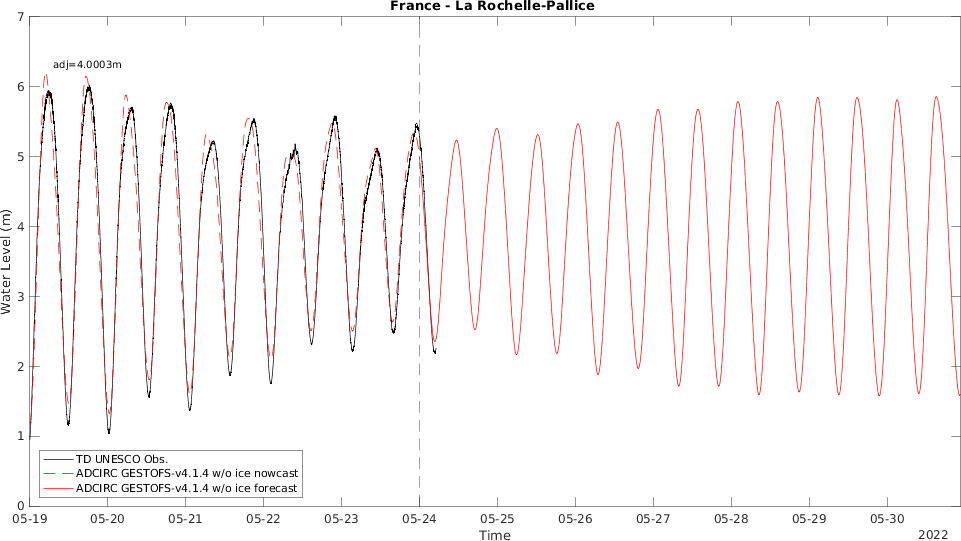 France - La Rochelle-Pallice
adj=4.0003m
Water Level (m)
7
6
5
4
3
2
1
0
TD UNESCO Obs.
ADCIRC GESTOFS-v4.1.4 w/o ice nowcast
ADCIRC GESTOFS-v4.1.4 w/o ice forecast
05-19 05-20 05-21 05-22 05-23 05-24 05-25 05-26 05-27 05-28 05-29 05-30
Time
2022